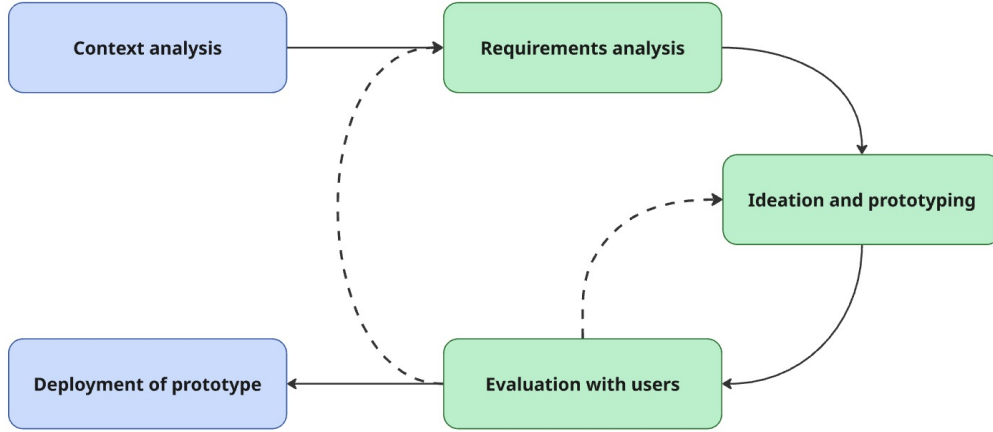 Context analysis
Requirements analysis
Ideation and prototyping
Deployment of prototype
Evaluation with users